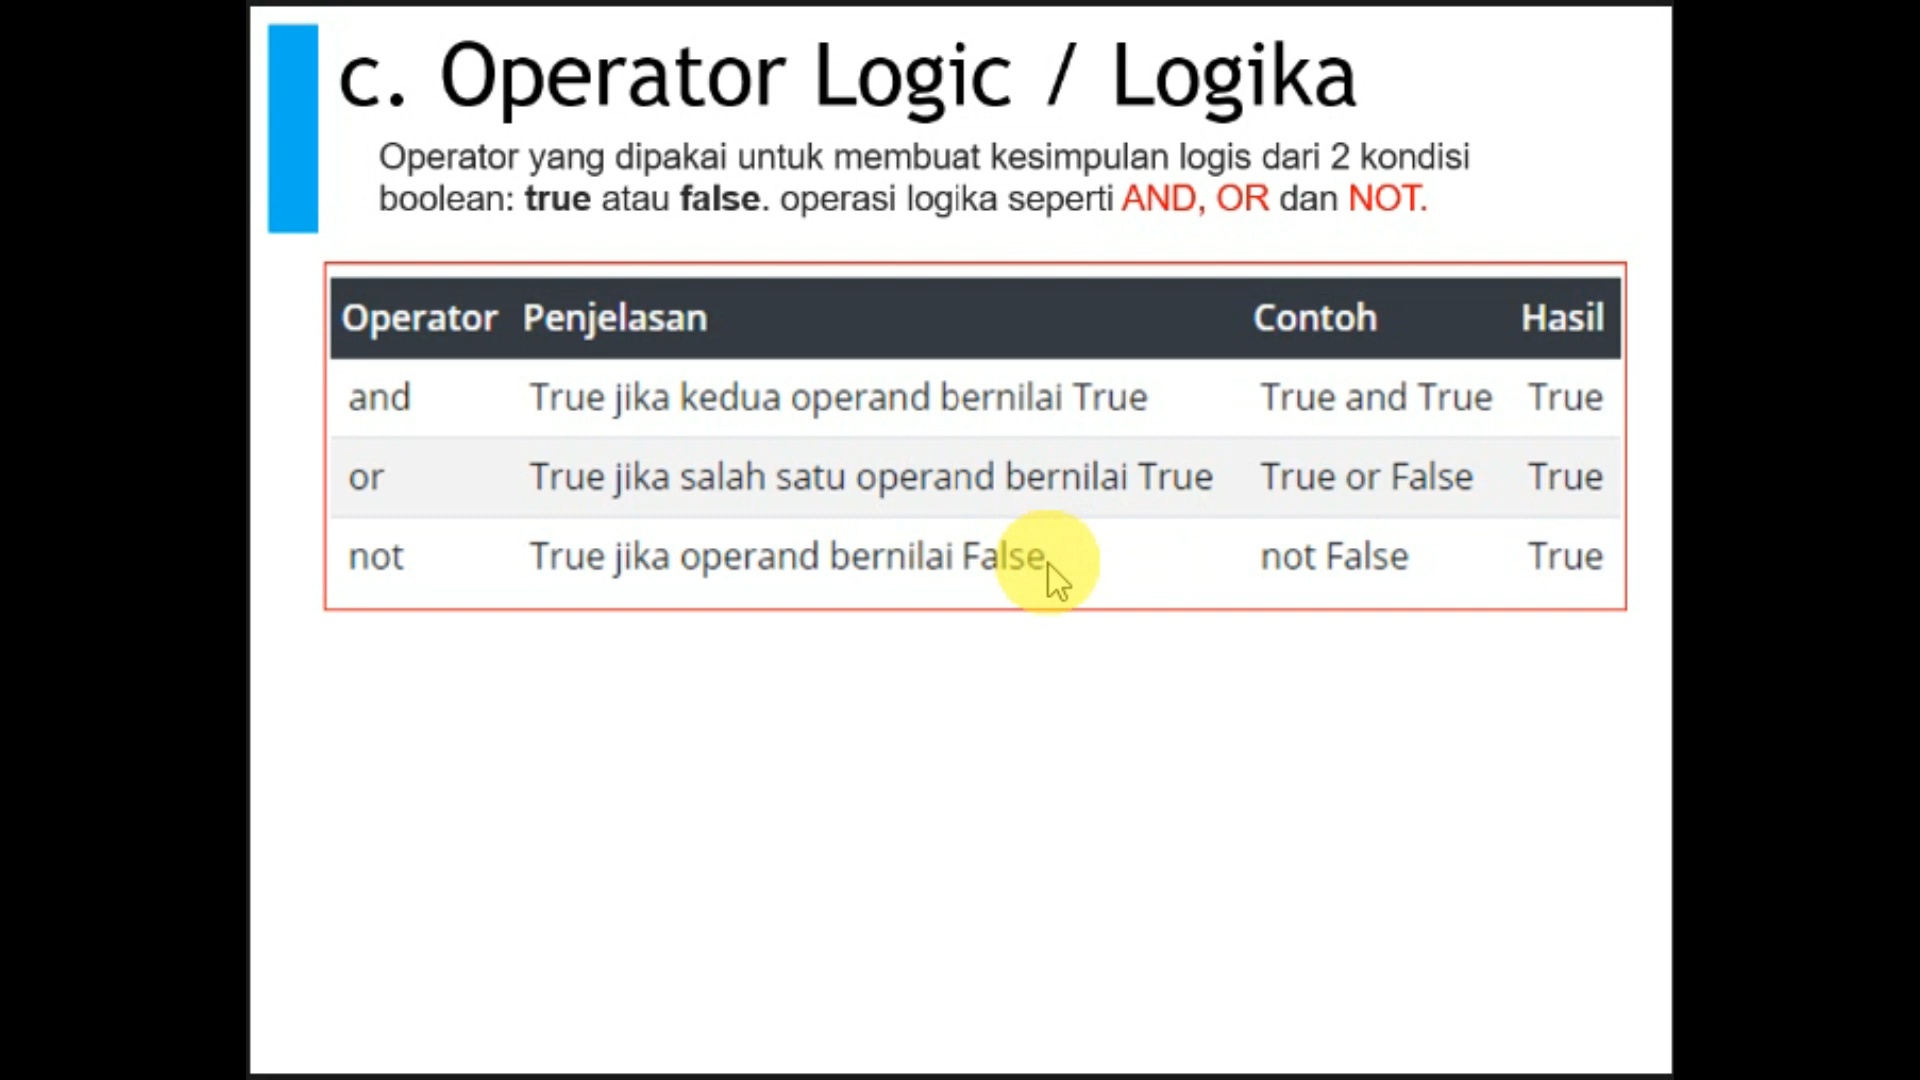 c. Operator Logic / Logika
Operator yang dipakai untuk membuat kesimpulan logis dari 2 kondisi
boolean: true atau false. operasi logika seperti AND, OR dan NOT.
Operator Penjelasan Contoh Hasil
and True jika kedua operand bernilai True True and True True
or True jika salah satu operand bernilai True True or False True
not True jika operand bernilai False not False True